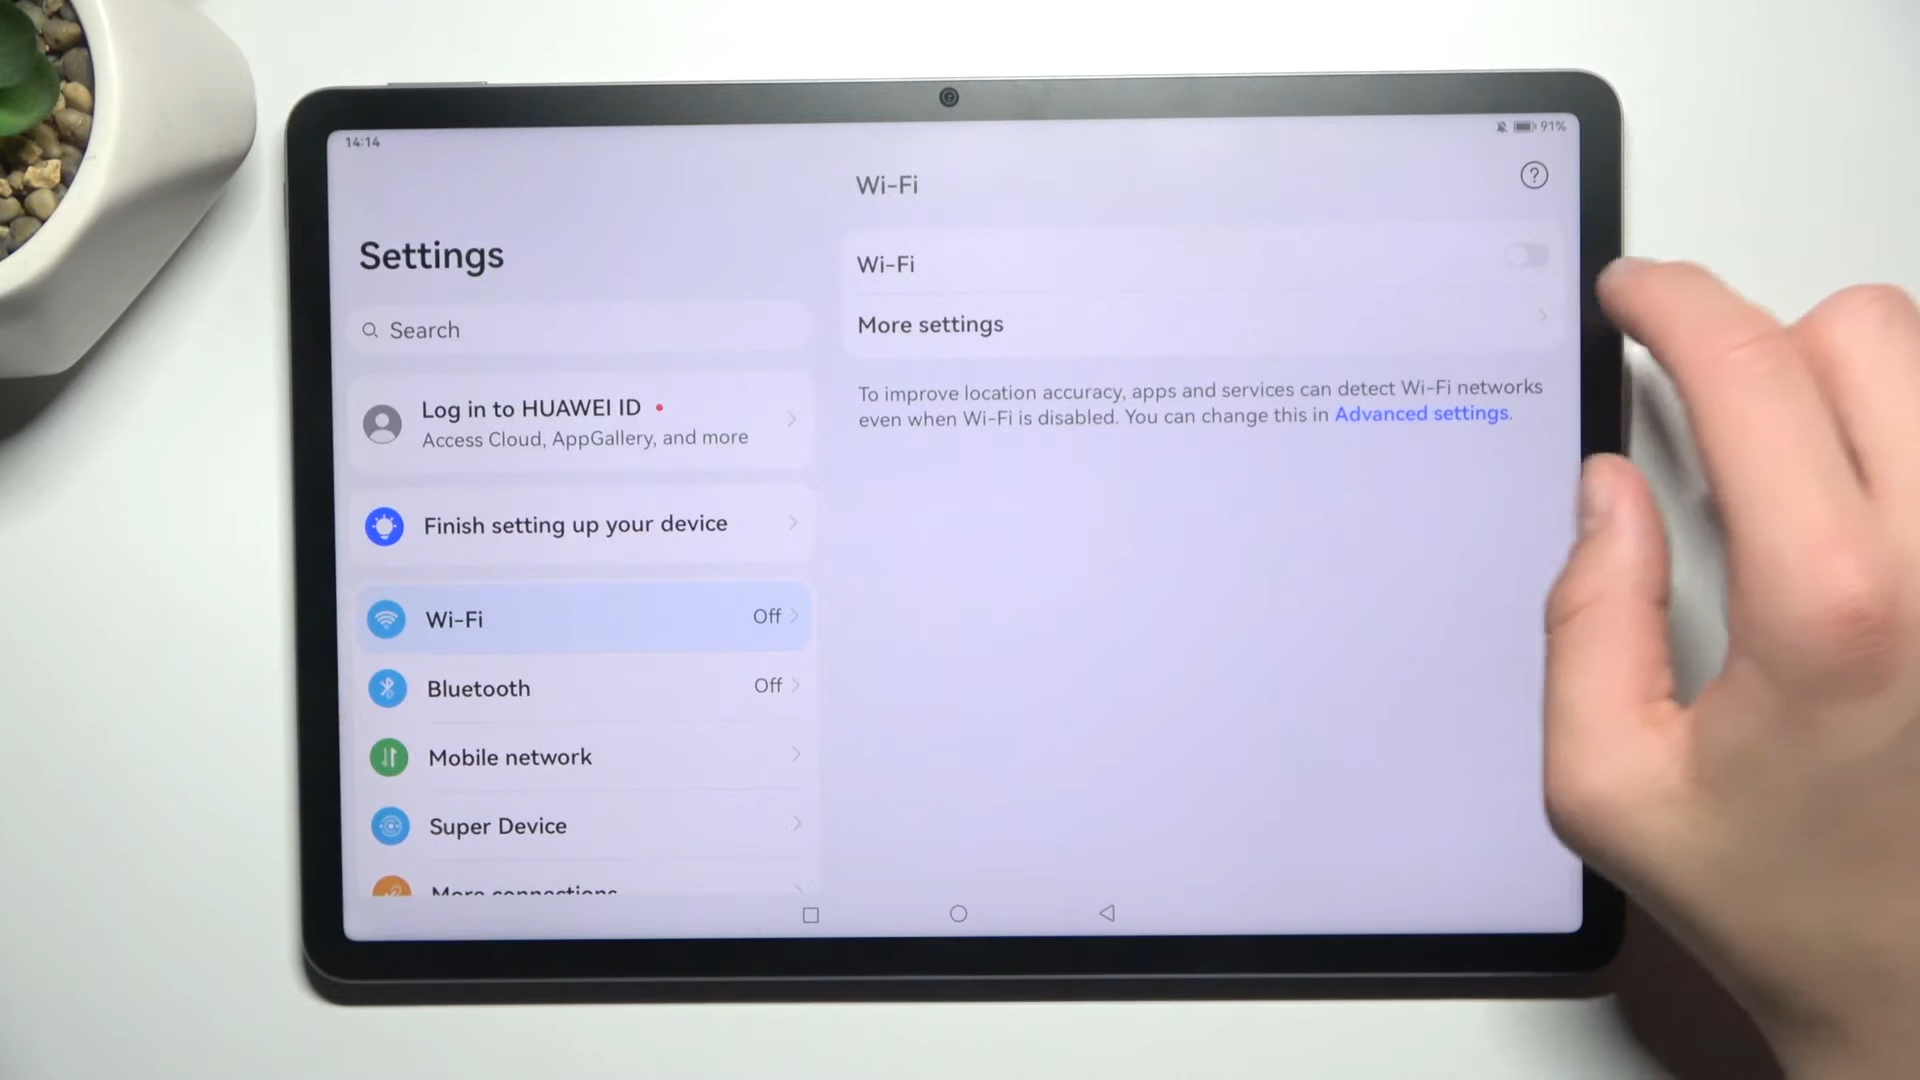 14:14
91%
Settings
Search
Log in to HUAWEI ID
Access Cloud, AppGallery, and more
Finish setting up your device
Wi-Fi Off
Bluetooth Off
Mobile network
Super Device
More connections
Wi-Fi
Wi-Fi
More settings
To improve location accuracy, apps and services can detect Wi-Fi networks
even when Wi-Fi is disabled. You can change this in Advanced settings.